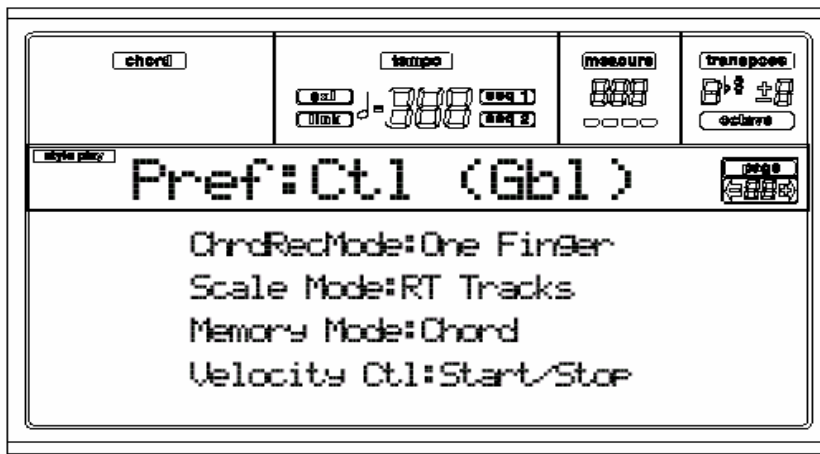 chord tempo measure transpose
ext seq 1
link seq 2 octave
style play
Pref:Ctl (Gbl)
page
ChrdRecMode:One Finger
Scale Mode:RT Tracks
Memory Mode:Chord
Velocity Ctl:Start/Stop